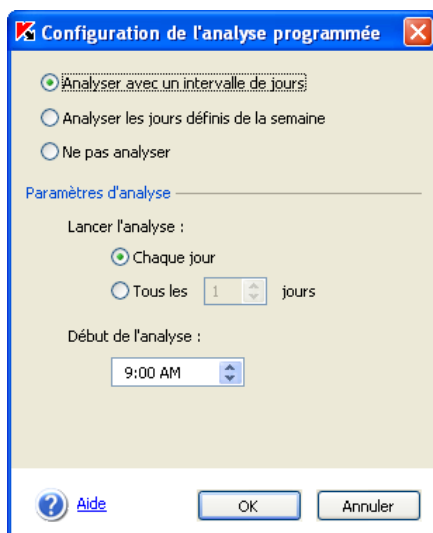 Configuration de l'analyse programmée
Analyser avec un intervalle de jours
Analyser les jours définis de la semaine
Ne pas analyser
Paramètres d'analyse
Lancer l'analyse :
Chaque jour
Tous les 1 jours
Début de l'analyse :
9:00 AM
Aide OK Annuler